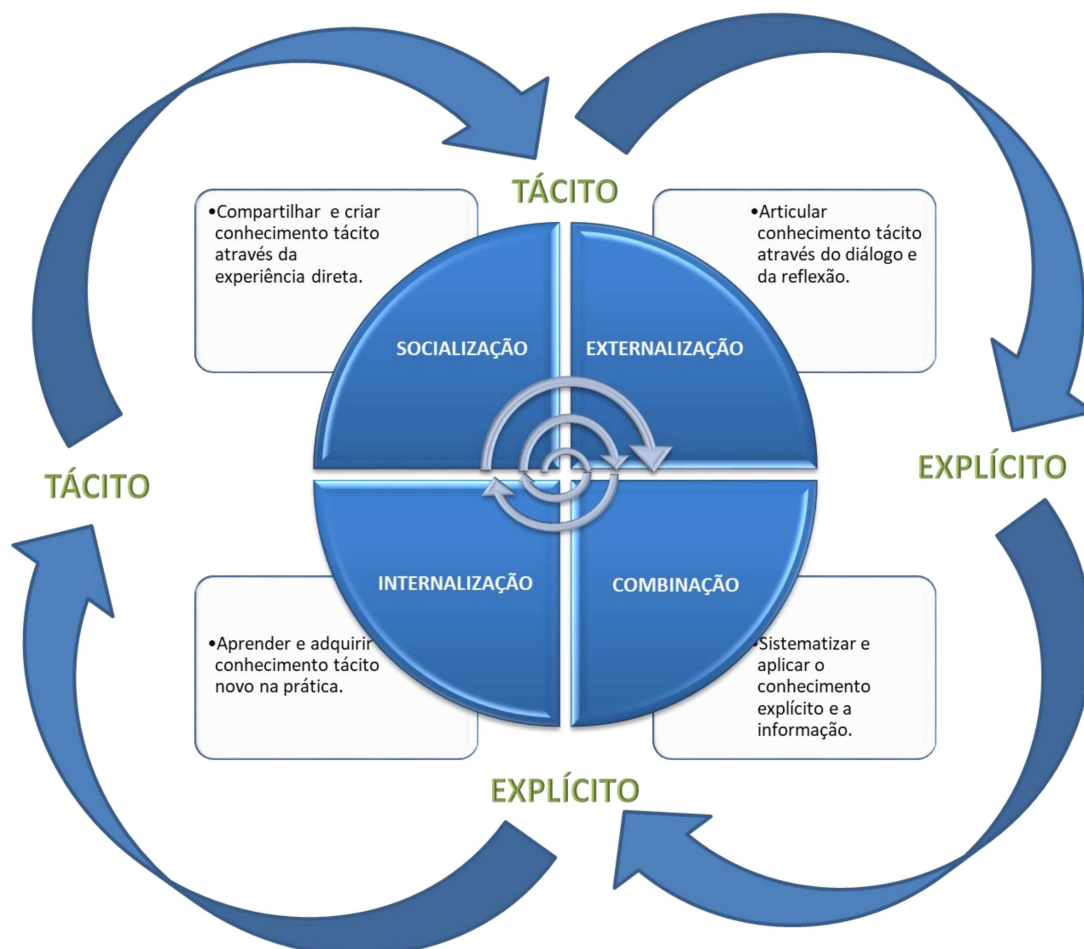 TÁCITO
•Compartilhar e criar
conhecimento tácito
através da
experiência direta.
•Articular
conhecimento tácito
através do diálogo e
da reflexão.
SOCIALIZAÇÃO
EXTERNALIZAÇÃO
TÁCITO
EXPLÍCITO
INTERNALIZAÇÃO
COMBINAÇÃO
•Aprender e adquirir
conhecimento tácito
novo na prática.
•Sistematizar e
aplicar o
conhecimento
explícito e a
informação.
EXPLÍCITO